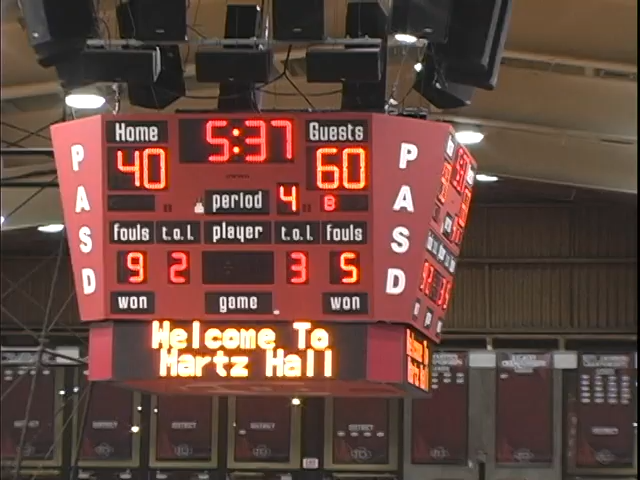 Home 5:37 Guests
40 60
period 4 B
fouls t.o.l. player t.o.l. fouls
9 2 3 5
won game won
PASD
PASD
Welcome To
Martz Hall